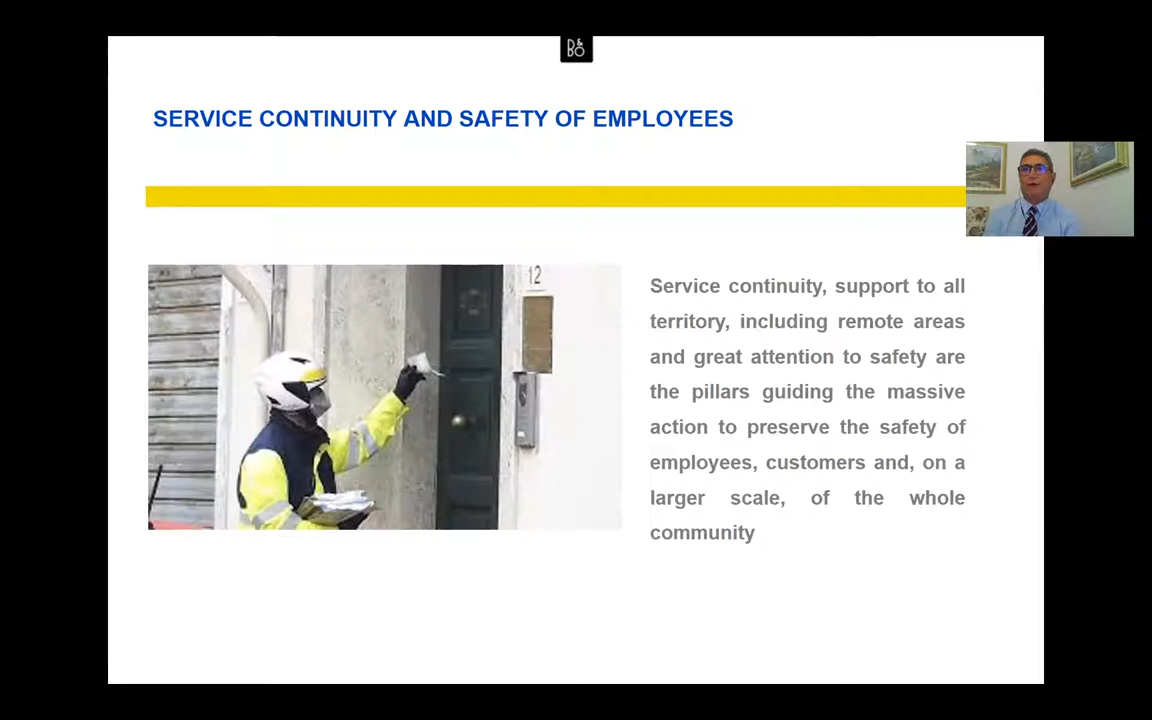 B&O
SERVICE CONTINUITY AND SAFETY OF EMPLOYEES
12
Service continuity, support to all
territory, including remote areas
and great attention to safety are
the pillars guiding the massive
action to preserve the safety of
employees, customers and, on a
larger scale, of the whole
community